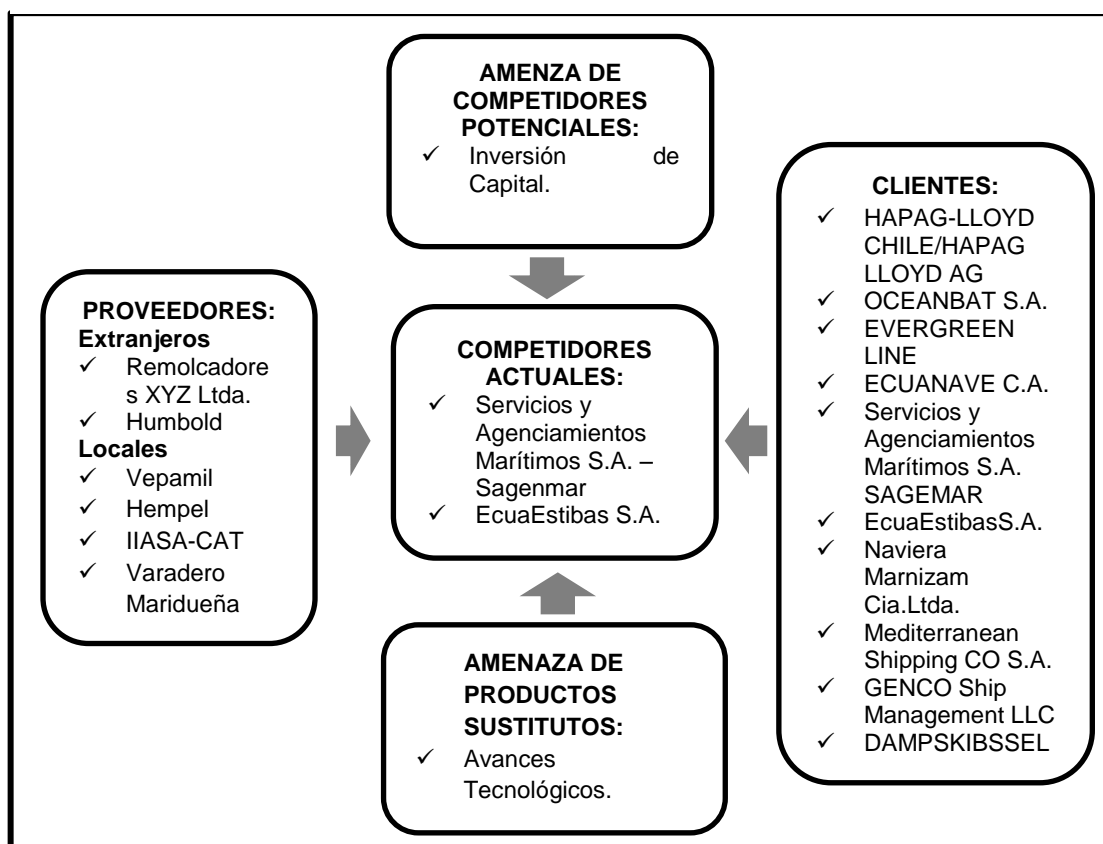 AMENZA DE
COMPETIDORES
POTENCIALES:
✓ Inversión de
Capital.
PROVEEDORES:
Extranjeros
✓ Remolcadore
s XYZ Ltda.
✓ Humbold
Locales
✓ Vepamil
✓ Hempel
✓ IIASA-CAT
✓ Varadero
Maridueña
COMPETIDORES
ACTUALES:
✓ Servicios y
Agenciamientos
Marítimos S.A. –
Sagenmar
✓ EcuaEstibas S.A.
CLIENTES:
✓ HAPAG-LLOYD
CHILE/HAPAG
LLOYD AG
✓ OCEANBAT S.A.
✓ EVERGREEN
LINE
✓ ECUANAVE C.A.
✓ Servicios y
Agenciamientos
Marítimos S.A.
SAGEMAR
✓ EcuaEstibasS.A.
✓ Naviera
Marnizam
Cia.Ltda.
✓ Mediterranean
Shipping CO S.A.
✓ GENCO Ship
Management LLC
✓ DAMPSKIBSSEL
AMENAZA DE
PRODUCTOS
SUSTITUTOS:
✓ Avances
Tecnológicos.